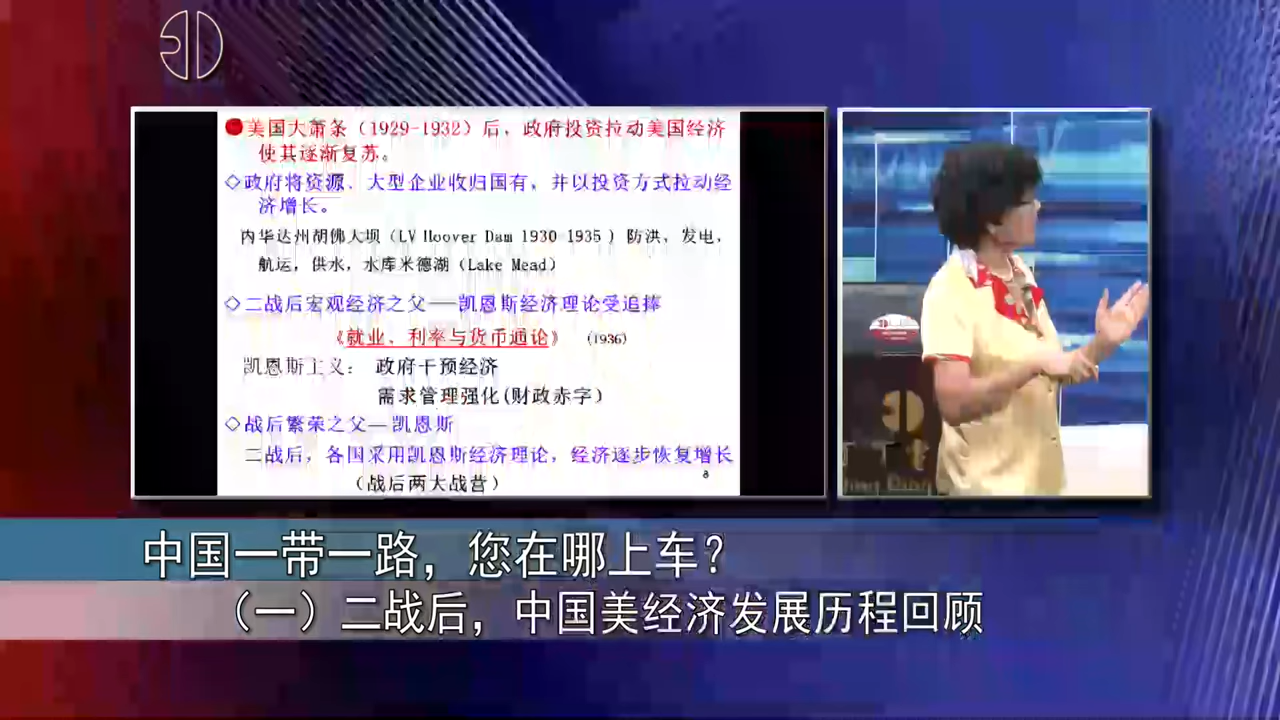 美国大萧条（1929-1932）后，政府投资拉动美国经济
使其逐渐复苏。
◇政府将资源、大型企业收归国有，并以投资方式拉动经
济增长。
内华达州胡佛大坝（LV Hoover Dam 1930-1935 ）防洪，发电，
航运，供水，水库米德湖（Lake Mead）
◇二战后宏观经济之父——凯恩斯经济理论受追捧
《就业、利率与货币通论》 （1936）
凯恩斯主义： 政府干预经济
需求管理强化(财政赤字）
◇战后繁荣之父—凯恩斯
二战后，各国采用凯恩斯经济理论，经济逐步恢复增长
（战后两大战营）
8
中国一带一路，您在哪上车？
（一）二战后，中国美经济发展历程回顾